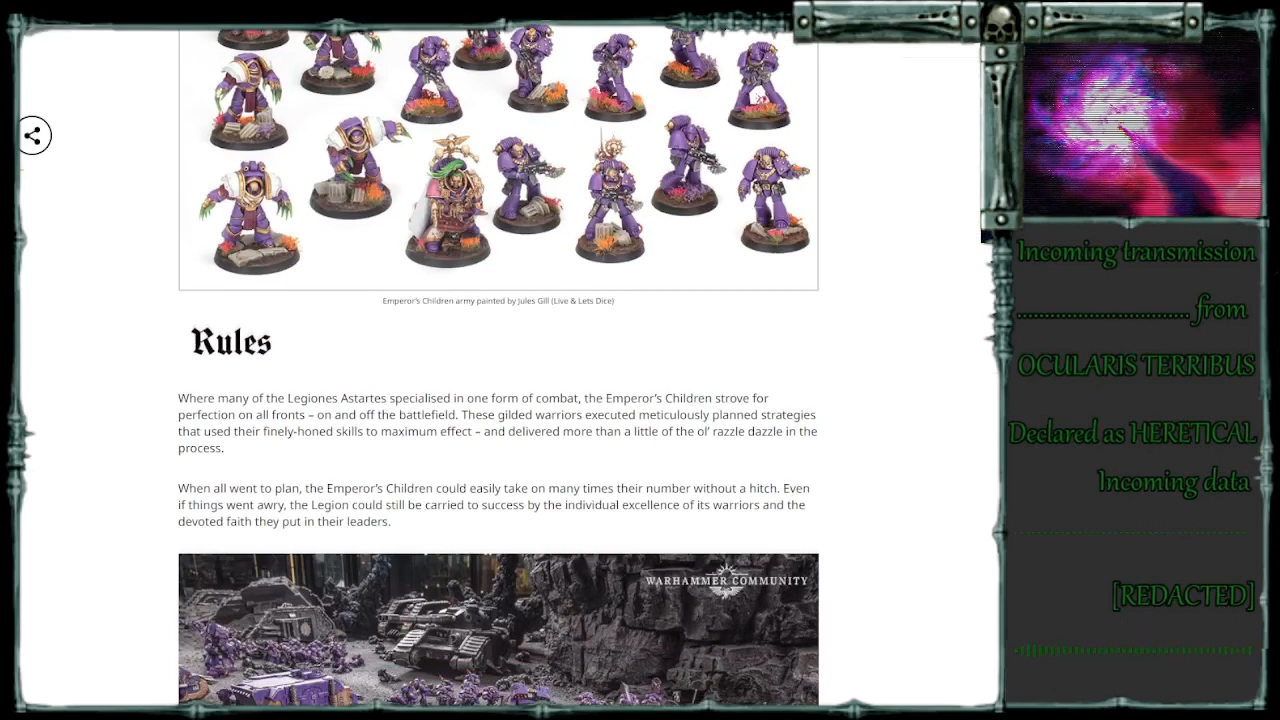 Emperor's Children army painted by Jules Gill (Live & Lets Dice)
Rules
Where many of the Legiones Astartes specialised in one form of combat, the Emperor's Children strove for
perfection on all fronts – on and off the battlefield. These gilded warriors executed meticulously planned strategies
that used their finely-honed skills to maximum effect – and delivered more than a little of the ol' razzle dazzle in the
process.
When all went to plan, the Emperor's Children could easily take on many times their number without a hitch. Even
if things went awry, the Legion could still be carried to success by the individual excellence of its warriors and the
devoted faith they put in their leaders.
WARHAMMER COMMUNITY
Incoming transmission
................................ from
OCULARIS TERRIBUS
Declared as HERETICAL
Incoming data
[REDACTED]